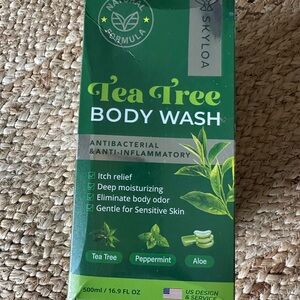 NATURAL
FORMULA
SKYLOA
Tea Tree
BODY WASH
ANTIBACTERIAL
& ANTI-INFLAMMATORY
Itch relief
Deep moisturizing
Eliminate body odor
Gentle for Sensitive Skin
Tea Tree
Peppermint
Aloe
500ml / 16.9 FL OZ
US DESIGN
& SERVICE